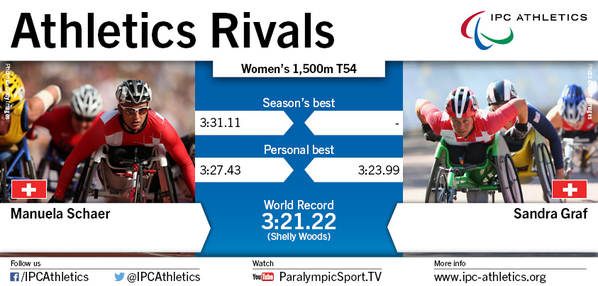 Athletics Rivals
IPC ATHLETICS
Women's 1,500m T54
Season's best
3:31.11
-
Personal best
3:27.43
3:23.99
World Record
3:21.22
(Shelly Woods)
Manuela Schaer
Sandra Graf
Follow us
/IPCAthletics
@IPCAthletics
Watch
YouTube ParalympicSport.TV
More info
www.ipc-athletics.org